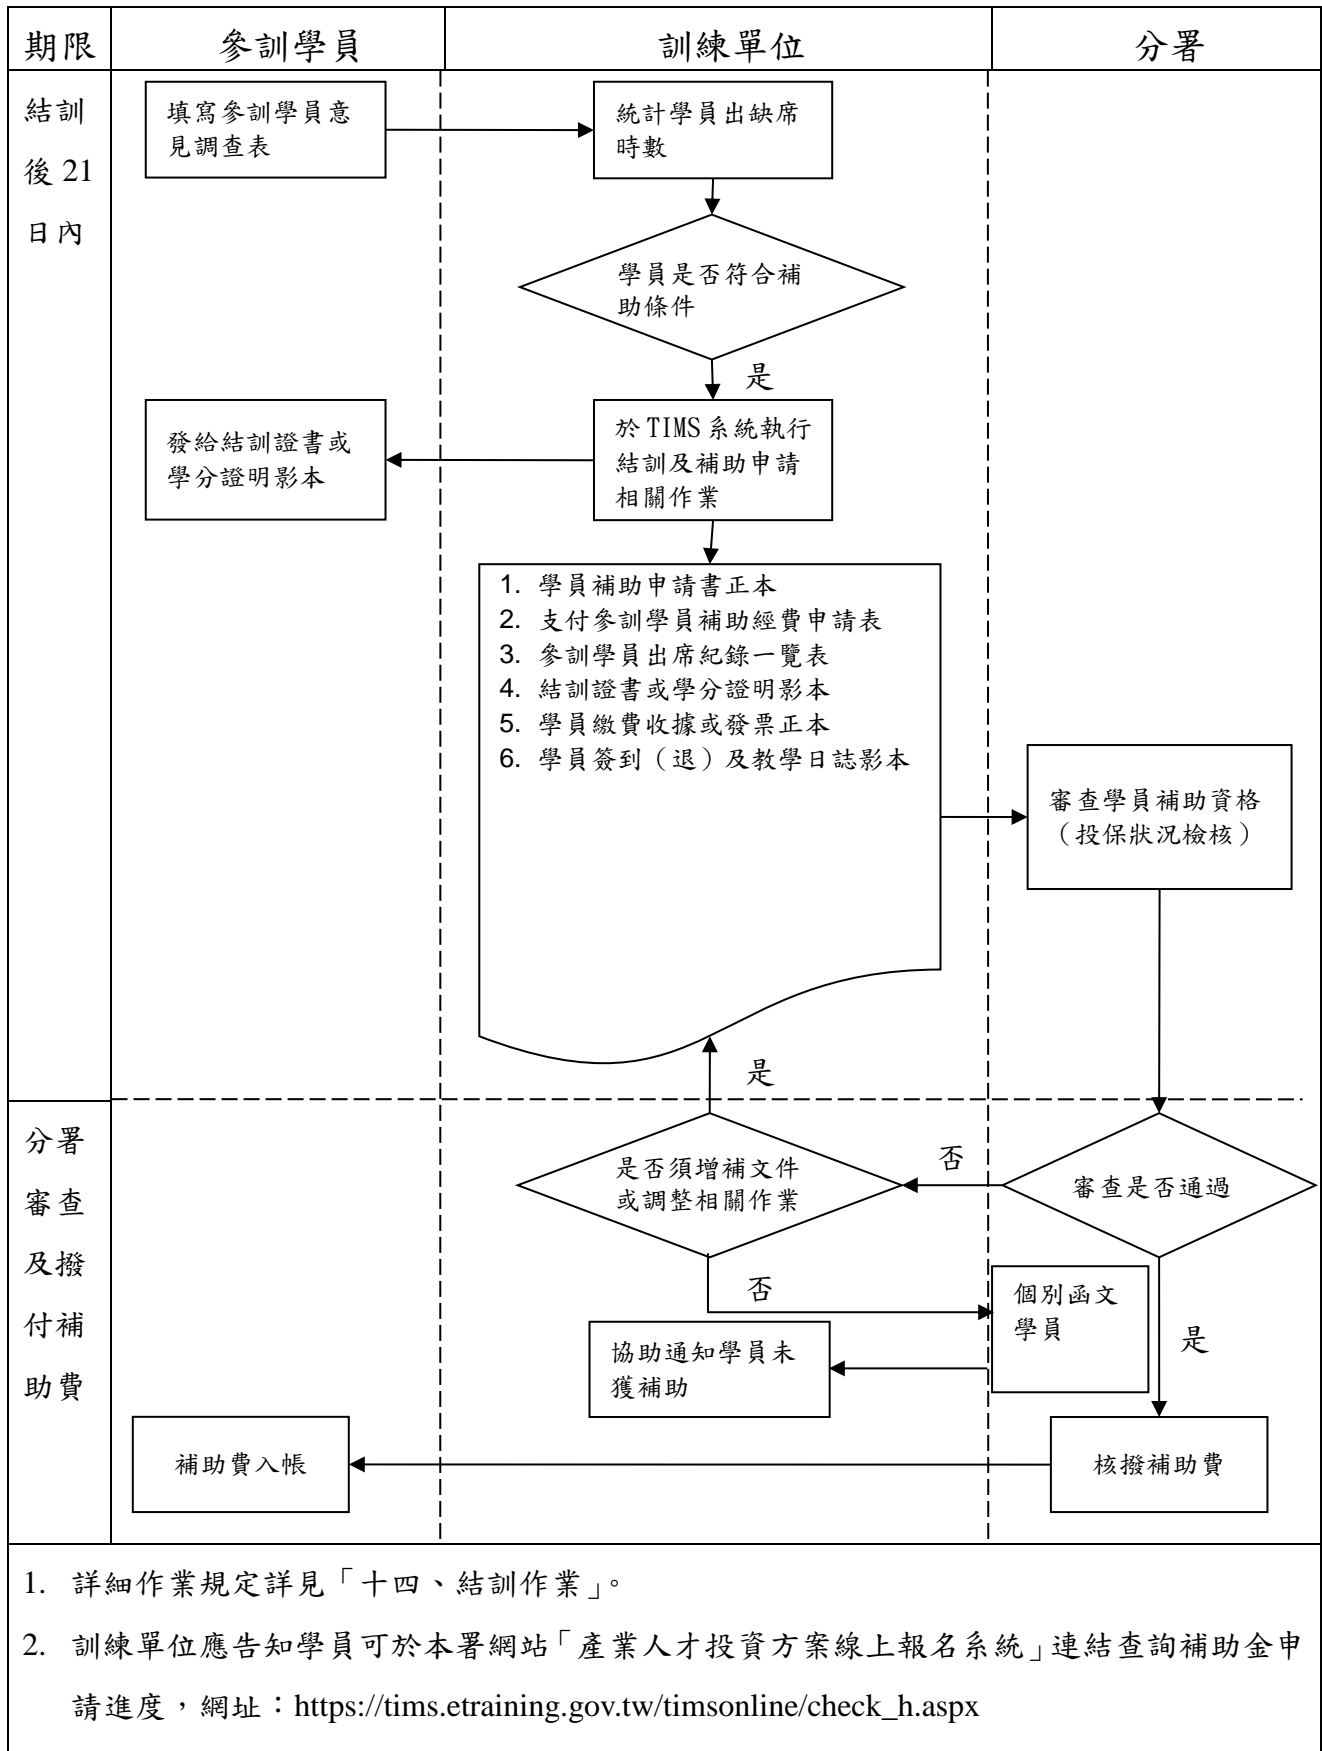 期限
參訓學員
訓練單位
分署
結訓
後 21
日內
填寫參訓學員意
見調查表
統計學員出缺席
時數
學員是否符合補
助條件
是
發給結訓證書或
學分證明影本
於 TIMS 系統執行
結訓及補助申請
相關作業
1. 學員補助申請書正本
2. 支付參訓學員補助經費申請表
3. 參訓學員出席紀錄一覽表
4. 結訓證書或學分證明影本
5. 學員繳費收據或發票正本
6. 學員簽到（退）及教學日誌影本
審查學員補助資格
（投保狀況檢核）
是
分署
審查
及撥
付補
助費
是否須增補文件
或調整相關作業
否
審查是否通過
否
個別函文
學員
是
協助通知學員未
獲補助
補助費入帳
核撥補助費
1. 詳細作業規定詳見「十四、結訓作業」。
2. 訓練單位應告知學員可於本署網站「產業人才投資方案線上報名系統」連結查詢補助金申
請進度，網址：https://tims.etraining.gov.tw/timsonline/check_h.aspx